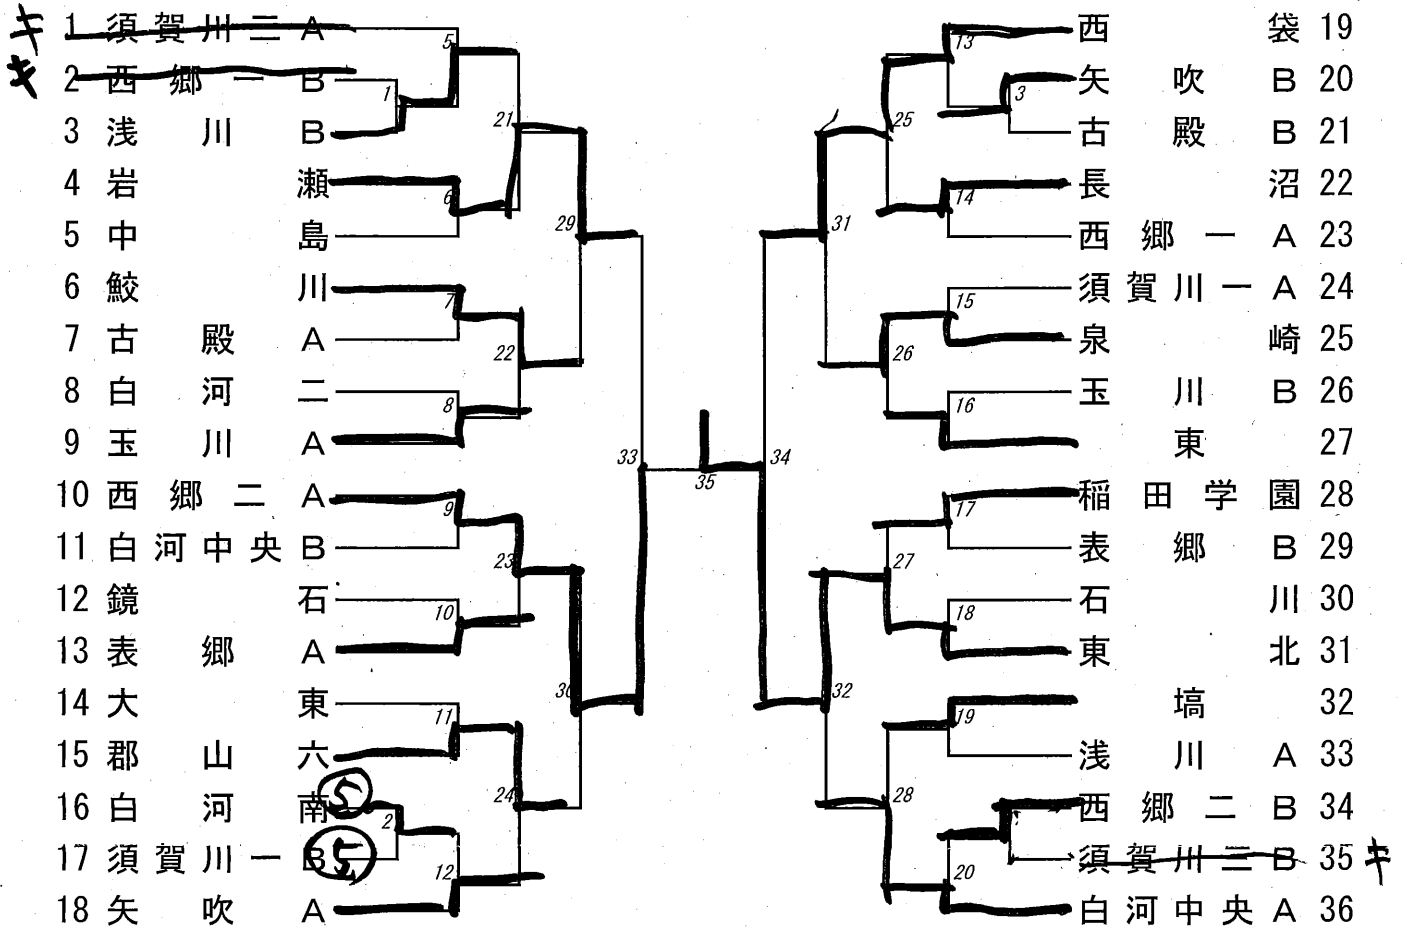 キ 1 須賀川三A
キ 2 西郷一B
3 浅川B
4 岩瀬
5 中島
6 鮫川
7 古殿A
8 白河二
9 玉川A
10 西郷二A
11 白河中央B
12 鏡石
13 表郷A
14 大東
15 郡山六
16 白河南 ⑤
17 須賀川一B ⑤
18 矢吹A
5
1
21
6
29
7
22
8
33
9
23
10
30
11
24
2
12
35
13
3
25
14
31
15
26
16
34
17
27
18
32
19
28
20
西袋 19
矢吹B 20
古殿B 21
長沼 22
西郷一A 23
須賀川一A 24
泉崎 25
玉川B 26
東 27
稲田学園 28
表郷B 29
石川 30
東北 31
塙 32
浅川A 33
西郷二B 34
須賀川三B 35 キ
白河中央A 36